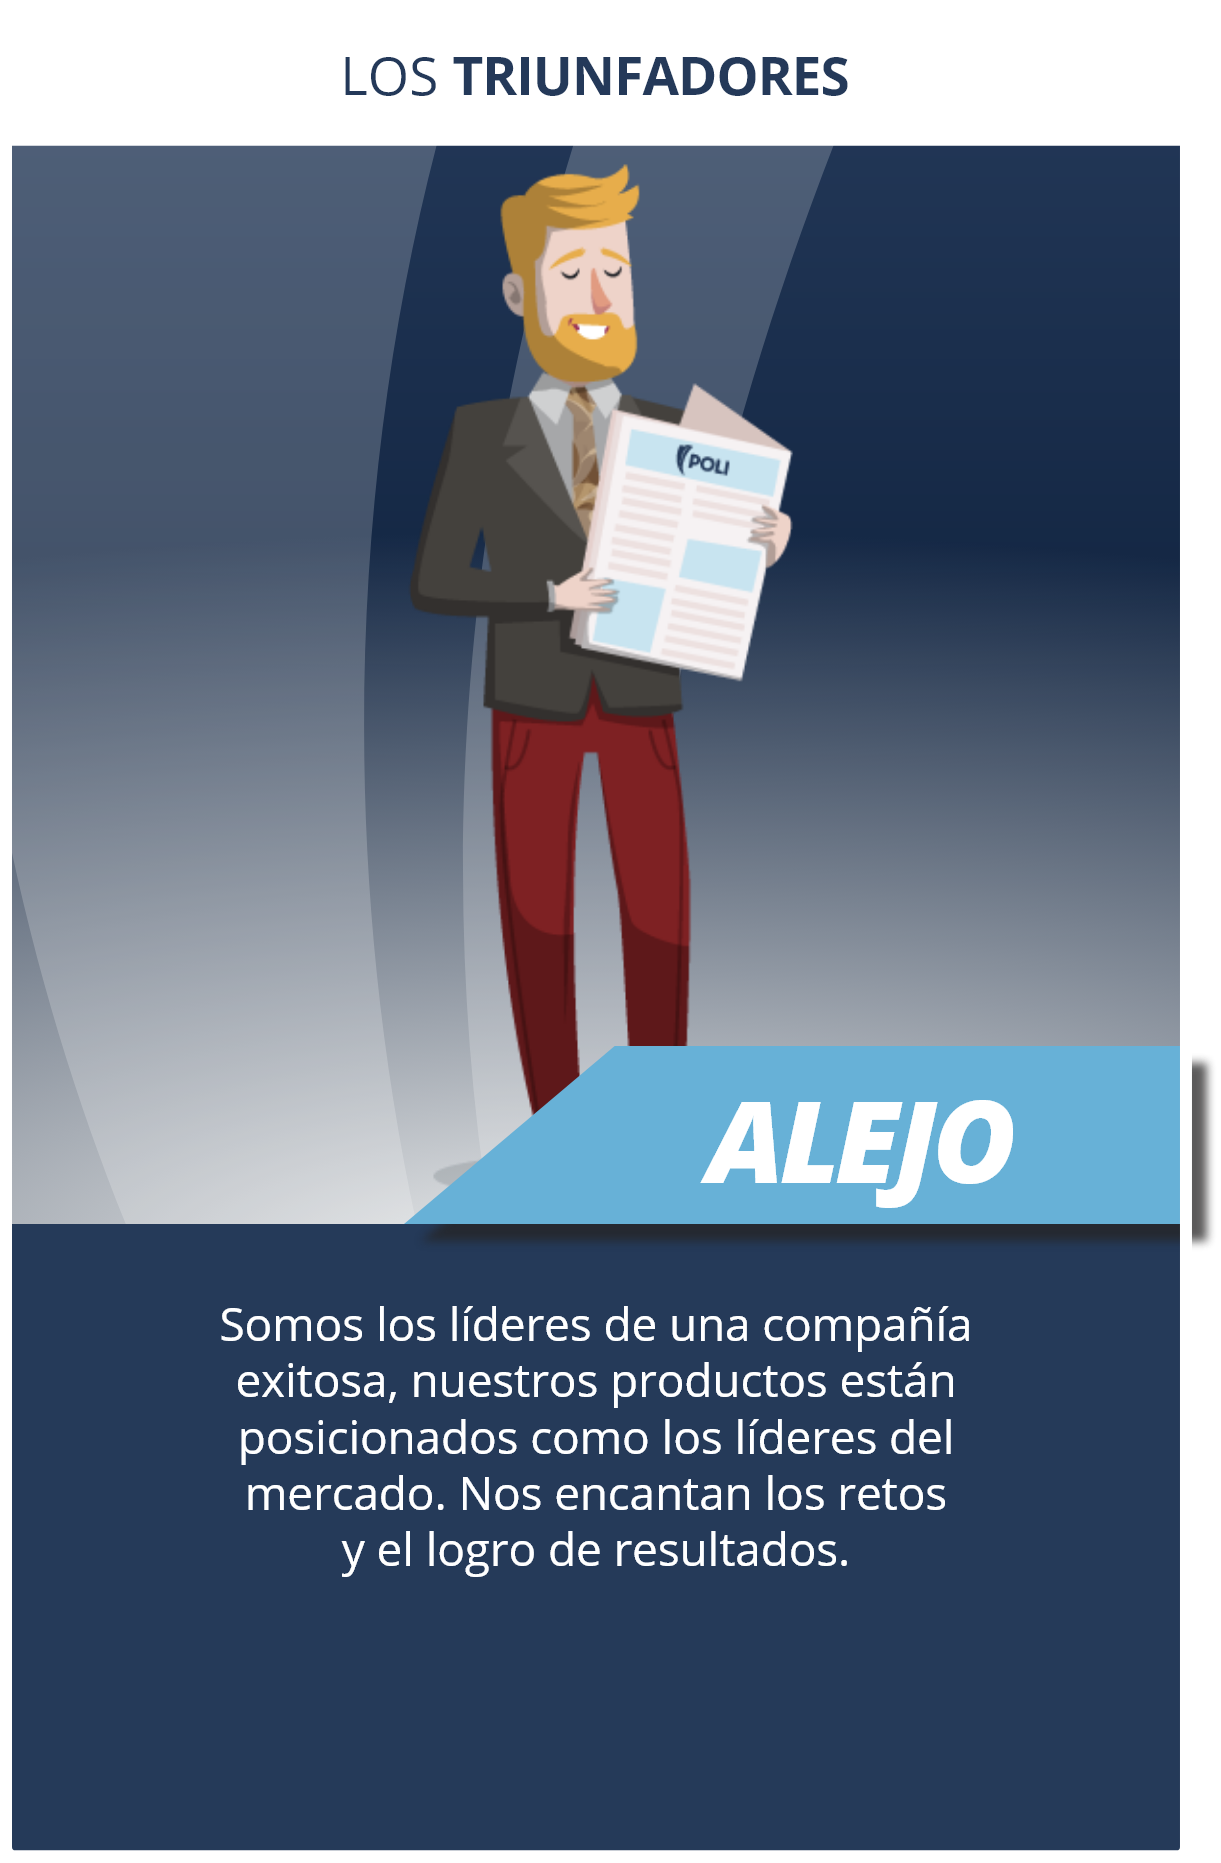 LOS TRIUNFADORES
POLI
ALEJO
Somos los líderes de una compañía
exitosa, nuestros productos están
posicionados como los líderes del
mercado. Nos encantan los retos
y el logro de resultados.